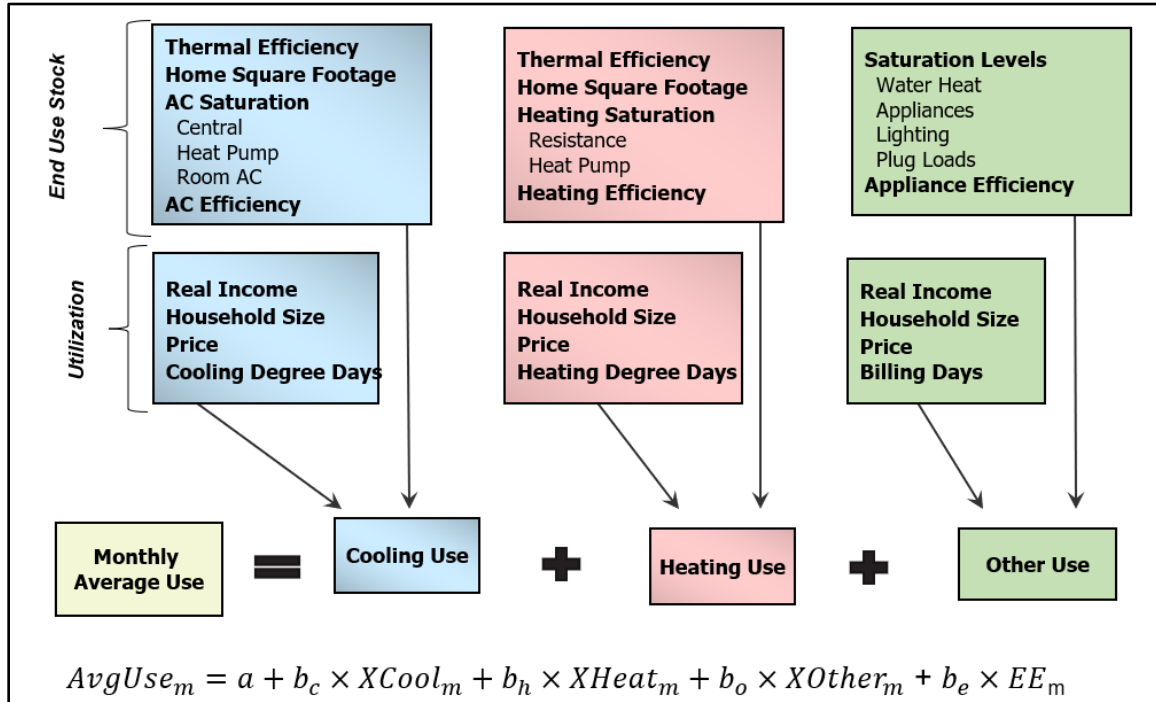 End Use Stock
Thermal Efficiency
Home Square Footage
AC Saturation
Central
Heat Pump
Room AC
AC Efficiency
Thermal Efficiency
Home Square Footage
Heating Saturation
Resistance
Heat Pump
Heating Efficiency
Saturation Levels
Water Heat
Appliances
Lighting
Plug Loads
Appliance Efficiency
Utilization
Real Income
Household Size
Price
Cooling Degree Days
Real Income
Household Size
Price
Heating Degree Days
Real Income
Household Size
Price
Billing Days
Monthly
Average Use
=
Cooling Use
+
Heating Use
+
Other Use
AvgUse_m = a + b_c × XCool_m + b_h × XHeat_m + b_o × XOther_m + b_e × EE_m